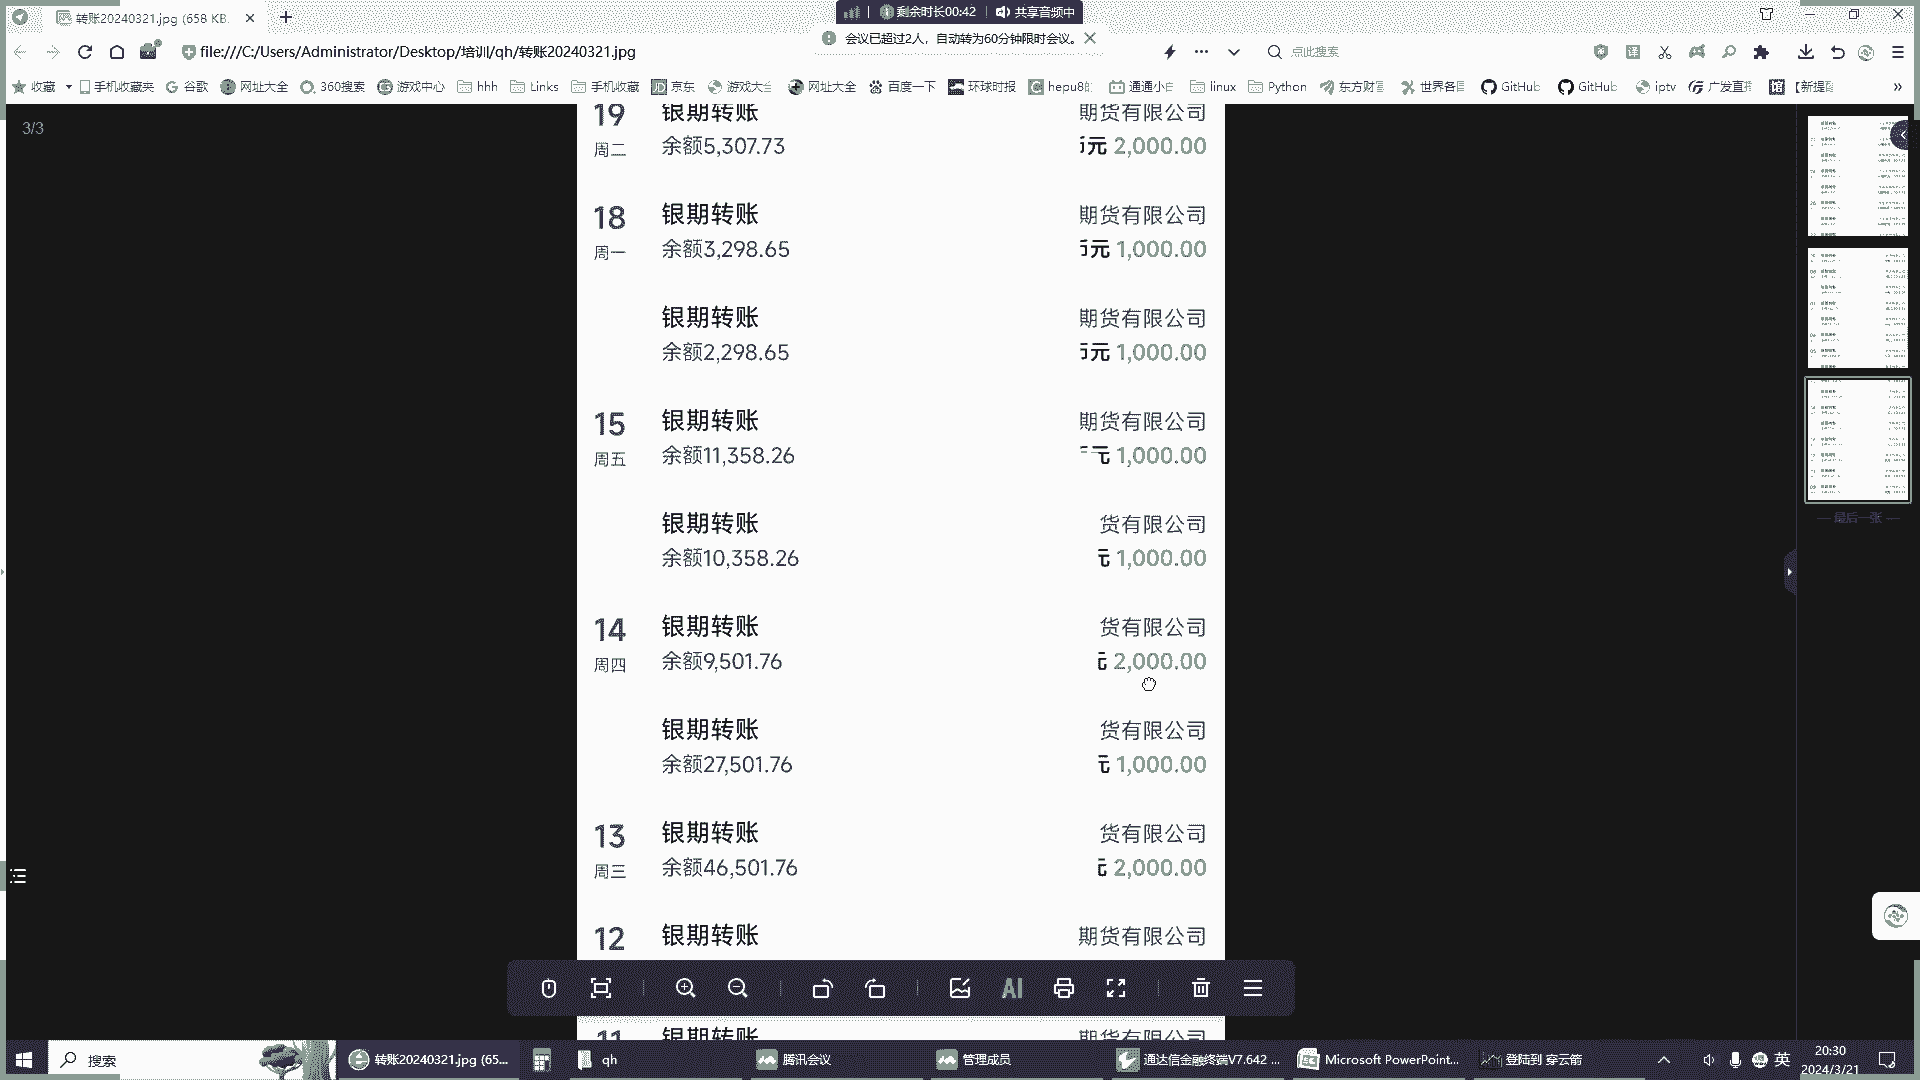 转账20240321.jpg (658 KB.
剩余时长00:42
共享音频中
会议已超过2人，自动转为60分钟限时会议。
file:///C:/Users/Administrator/Desktop/培训/qh/转账20240321.jpg
点此搜索
收藏 手机收藏夹 谷歌 网址大全 360搜索 游戏中心 hhh Links 手机收藏 京东 游戏大全 网址大全 百度一下 环球时报 hepu8 通通小白 linux Python 东方财 世界各国 GitHub GitHub iptv 广发直播
3/3
19 银期转账 期货有限公司
周二 余额5,307.73 元 2,000.00
18 银期转账 期货有限公司
周一 余额3,298.65 元 1,000.00
银期转账 期货有限公司
余额2,298.65 元 1,000.00
15 银期转账 期货有限公司
周五 余额11,358.26 元 1,000.00
银期转账 货有限公司
余额10,358.26 元 1,000.00
14 银期转账 货有限公司
周四 余额9,501.76 元 2,000.00
银期转账 货有限公司
余额27,501.76 元 1,000.00
13 银期转账 货有限公司
周三 余额46,501.76 元 2,000.00
12 银期转账 期货有限公司
11 银期转账 期货有限公司
最后一张
AI
搜索
转账20240321.jpg (65...
qh
腾讯会议
管理成员
通达信金融终端V7.642 ...
Microsoft PowerPoint...
登陆到 穿云箭
英
20:30
2024/3/21